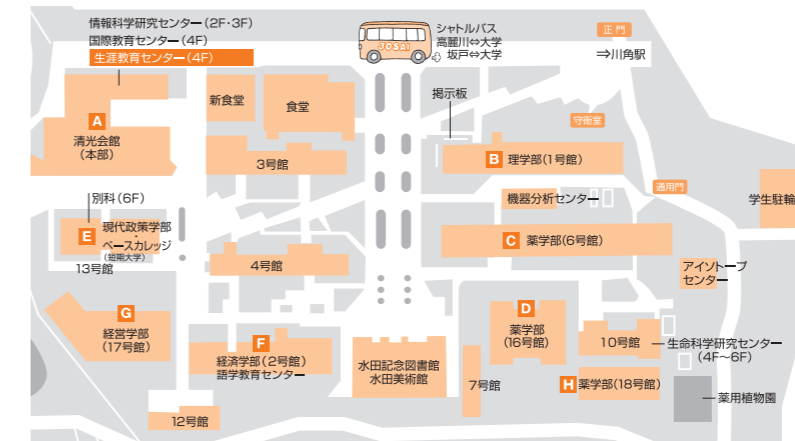 情報科学研究センター(2F・3F)
国際教育センター(4F)
生涯教育センター(4F)
JOSAI
シャトルバス
高麗川⇔大学
坂戸⇔大学
正門
⇒川角駅
新食堂
食堂
掲示板
守衛室
A
清光会館
(本部)
3号館
B 理学部(1号館)
通用門
機器分析センター
学生駐輪
別科(6F)
E 現代政策学部
・
ベースカレッジ
(短期大学)
13号館
C 薬学部(6号館)
4号館
アイソトープ
センター
G
経営学部
(17号館)
F
経済学部(2号館)
語学教育センター
水田記念図書館
水田美術館
D
薬学部
(16号館)
10号館
生命科学研究センター
(4F〜6F)
7号館
H 薬学部(18号館)
薬用植物園
12号館